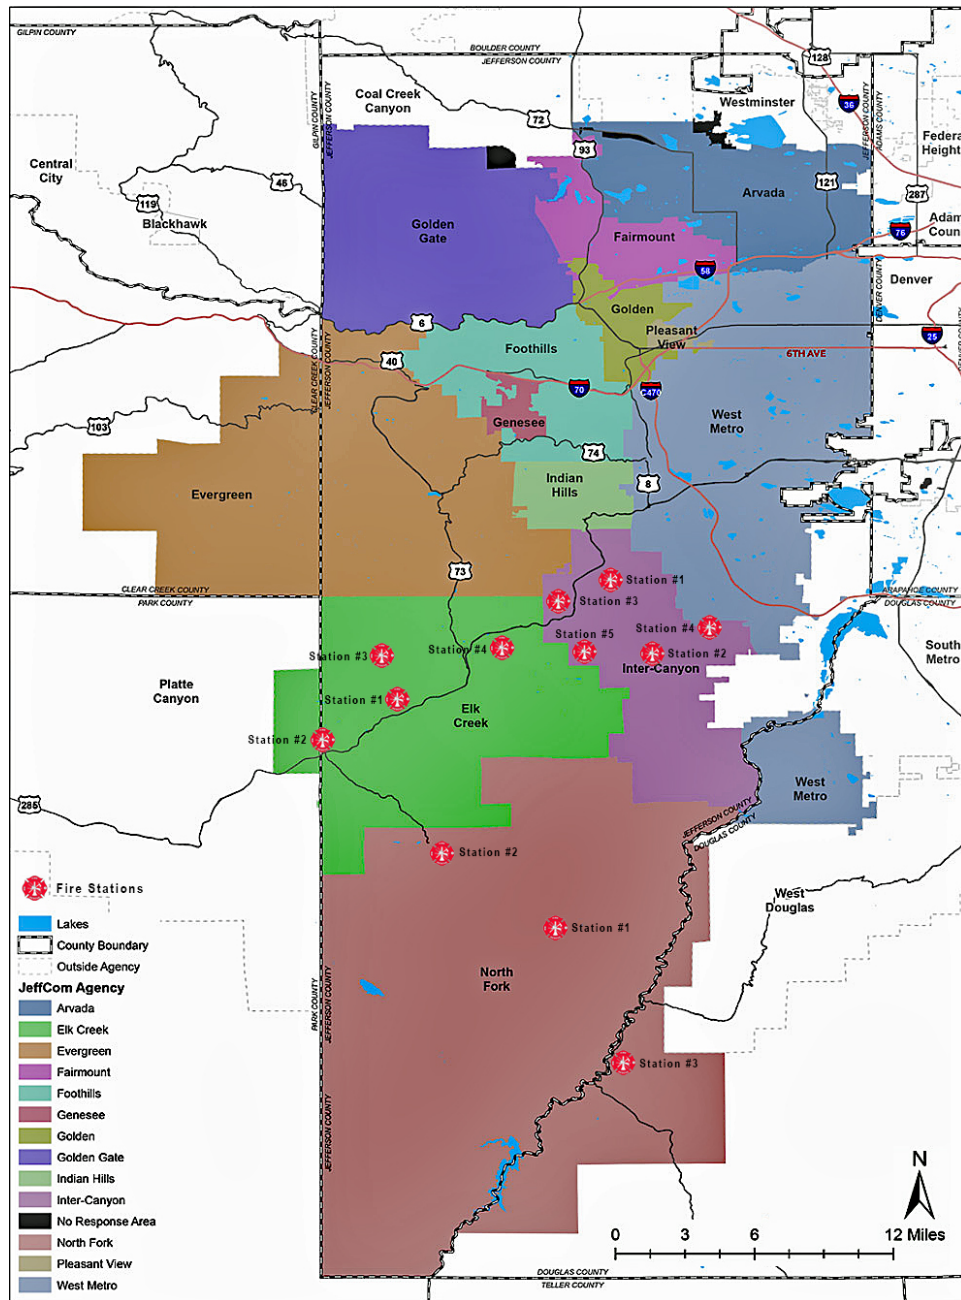 GILPIN COUNTY
BOULDER COUNTY
JEFFERSON COUNTY
128
36
Coal Creek
Canyon
Westminster
72
GILPIN COUNTY
JEFFERSON COUNTY
JEFFERSON COUNTY
ADAMS COUNTY
93
Central
City
46
119
Blackhawk
Golden
Gate
Arvada
121
287
Federa
Height
Fairmount
76
Adam
Coun
58
Denver
DENVER COUNTY
Golden
6
Pleasant
View
25
Foothills
6TH AVE
40
CLEAR CREEK COUNTY
JEFFERSON COUNTY
70
C470
Genesee
West
Metro
103
74
Indian
Hills
8
Evergreen
73
Station #1
CLEAR CREEK COUNTY
PARK COUNTY
ARAPAHOE COUNTY
DOUGLAS COUNTY
Station #3
Station #4
Station #5
South
Metro
Station #3
Station #4
Station #2
Inter-Canyon
Platte
Canyon
Station #1
Elk
Creek
Station #2
West
Metro
285
JEFFERSON COUNTY
DOUGLAS COUNTY
Station #2
West
Douglas
Station #1
North
Fork
PARK COUNTY
JEFFERSON COUNTY
Station #3
JEFFERSON COUNTY
Fire Stations
Lakes
County Boundary
Outside Agency
JeffCom Agency
Arvada
Elk Creek
Evergreen
Fairmount
Foothills
Genesee
Golden
Golden Gate
Indian Hills
Inter-Canyon
No Response Area
North Fork
Pleasant View
West Metro
N
0 3 6 12 Miles
DOUGLAS COUNTY
TELLER COUNTY